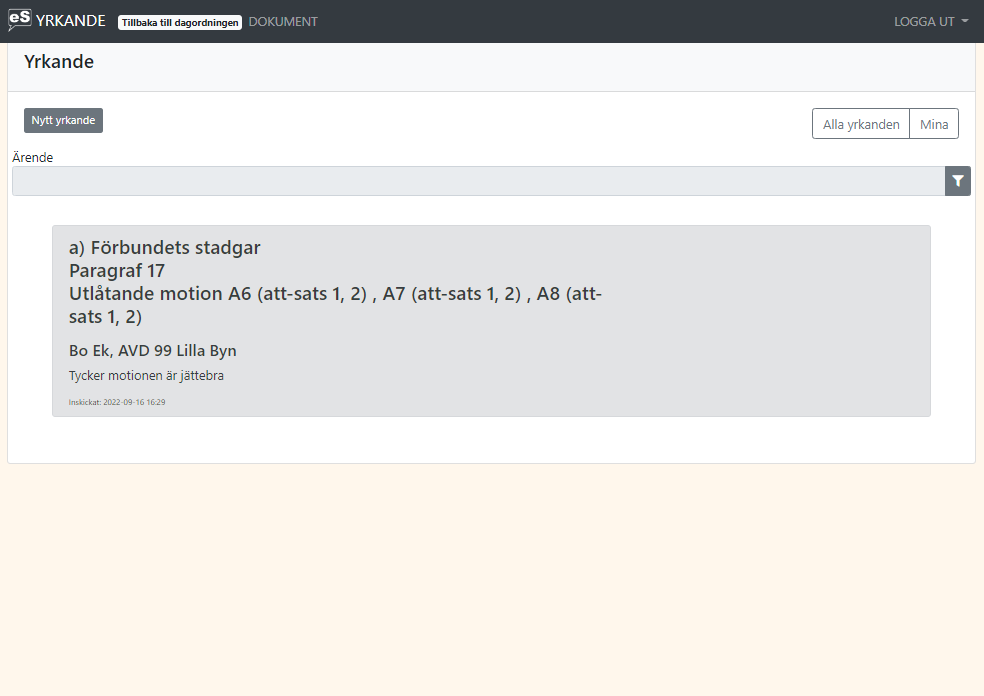 eS YRKANDE Tillbaka till dagordningen DOKUMENT LOGGA UT
Yrkande
Nytt yrkande Alla yrkanden Mina
Ärende
a) Förbundets stadgar
Paragraf 17
Utlåtande motion A6 (att-sats 1, 2) , A7 (att-sats 1, 2) , A8 (att-
sats 1, 2)
Bo Ek, AVD 99 Lilla Byn
Tycker motionen är jättebra
Inskickat: 2022-09-16 16:29